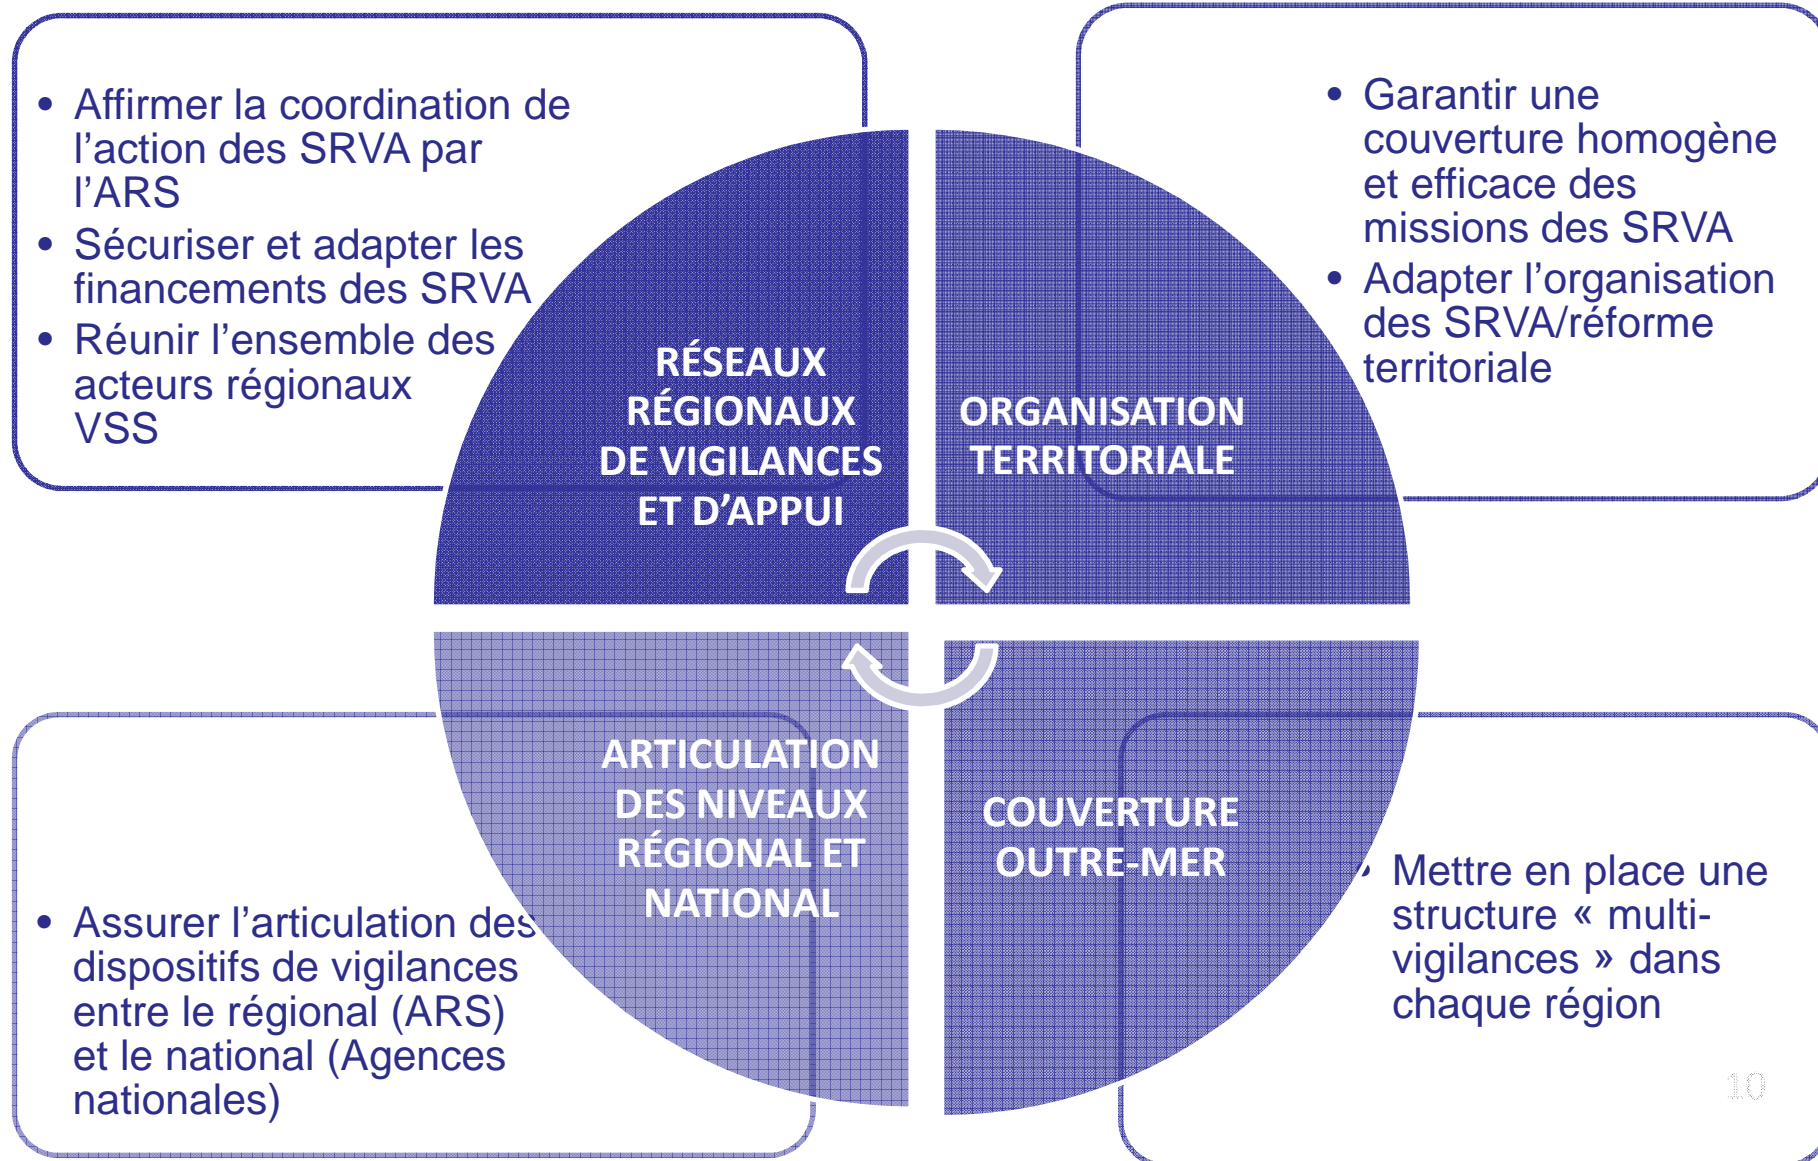 • Affirmer la coordination de
l’action des SRVA par
l’ARS
• Sécuriser et adapter les
financements des SRVA
• Réunir l’ensemble des
acteurs régionaux
VSS
• Garantir une
couverture homogène
et efficace des
missions des SRVA
• Adapter l’organisation
des SRVA/réforme
territoriale
RÉSEAUX
RÉGIONAUX
DE VIGILANCES
ET D’APPUI
ORGANISATION
TERRITORIALE
ARTICULATION
DES NIVEAUX
RÉGIONAL ET
NATIONAL
COUVERTURE
OUTRE-MER
• Assurer l’articulation des
dispositifs de vigilances
entre le régional (ARS)
et le national (Agences
nationales)
• Mettre en place une
structure « multi-
vigilances » dans
chaque région
10